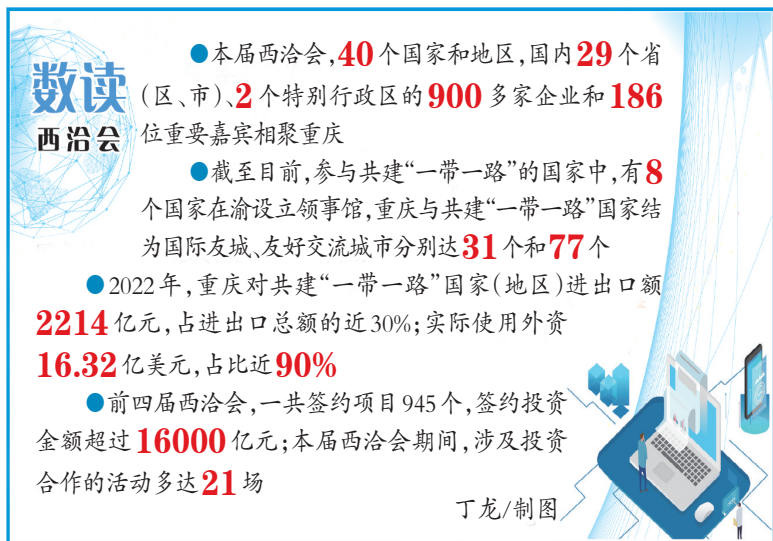 数读
西洽会
●本届西洽会,40个国家和地区,国内29个省
(区、市)、2个特别行政区的900多家企业和186
位重要嘉宾相聚重庆
●截至目前,参与共建“一带一路”的国家中,有8
个国家在渝设立领事馆,重庆与共建“一带一路”国家结
为国际友城、友好交流城市分别达31个和77个
●2022年,重庆对共建“一带一路”国家(地区)进出口额
2214亿元,占进出口总额的近30%;实际使用外资
16.32亿美元,占比近90%
●前四届西洽会,一共签约项目945个,签约投资
金额超过16000亿元;本届西洽会期间,涉及投资
合作的活动多达21场
丁龙/制图